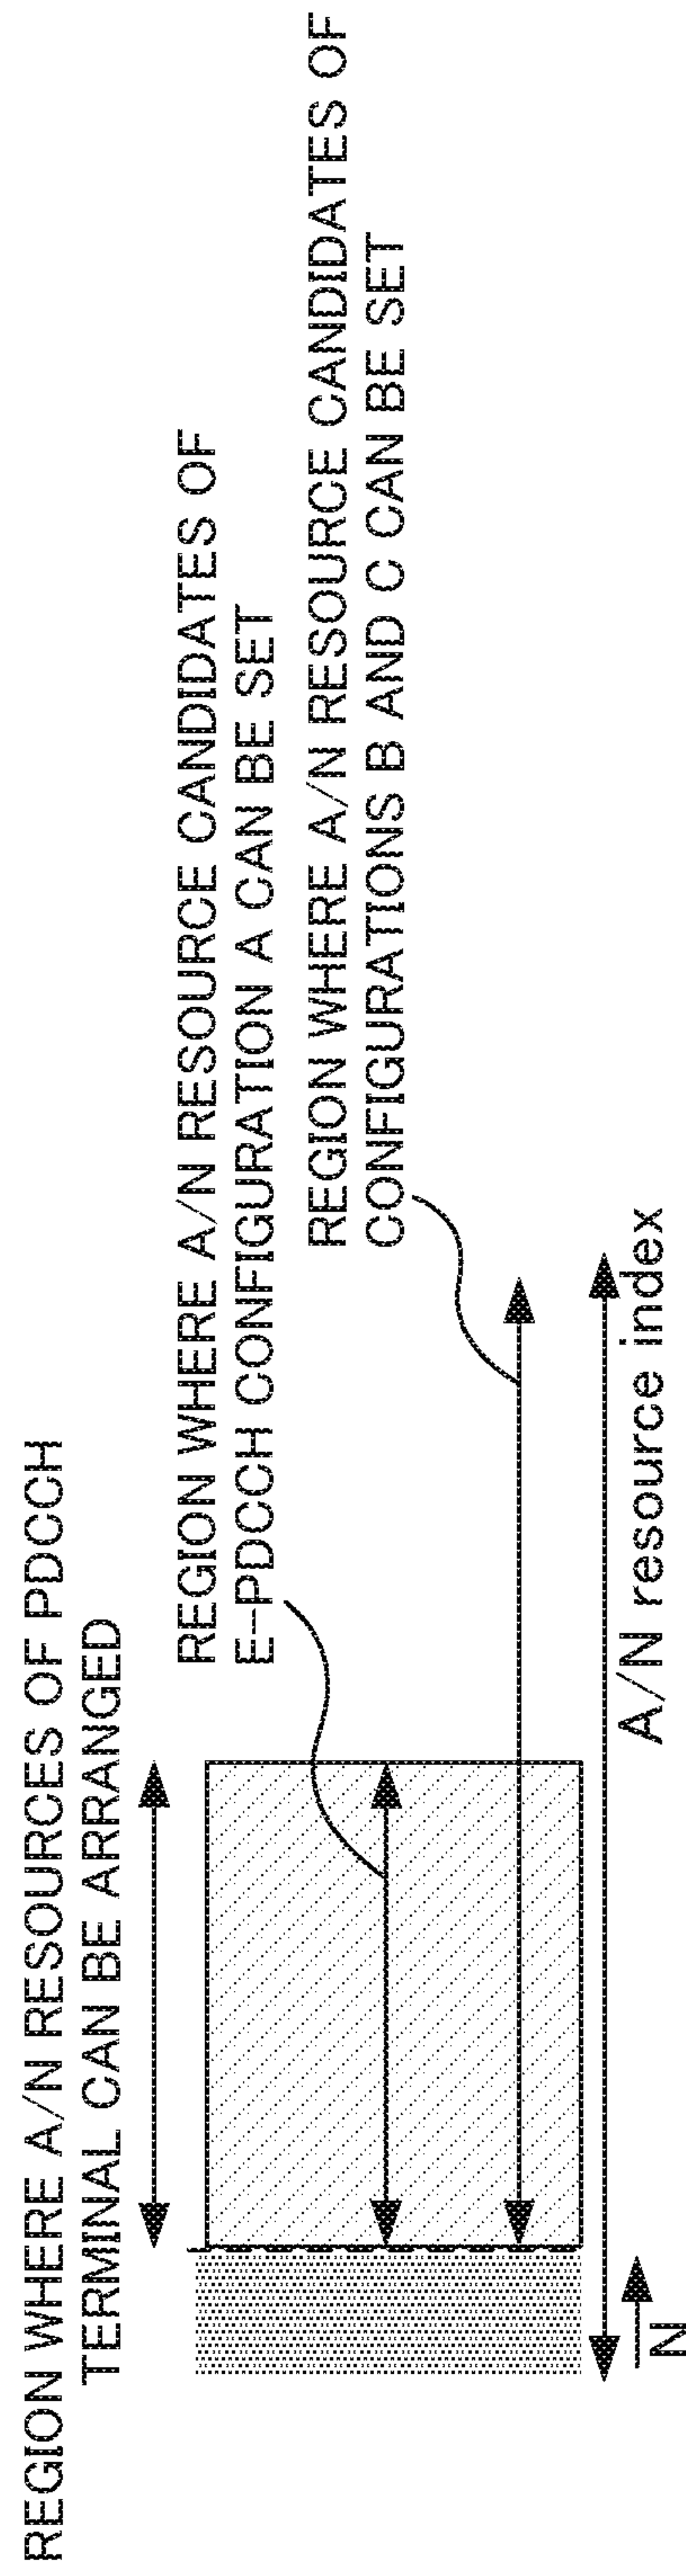 REGION WHERE A/N RESOURCES OF PDCCH
TERMINAL CAN BE ARRANGED
REGION WHERE A/N RESOURCE CANDIDATES OF
E-PDCCH CONFIGURATION A CAN BE SET
REGION WHERE A/N RESOURCE CANDIDATES OF
CONFIGURATIONS B AND C CAN BE SET
A/N resource index
N